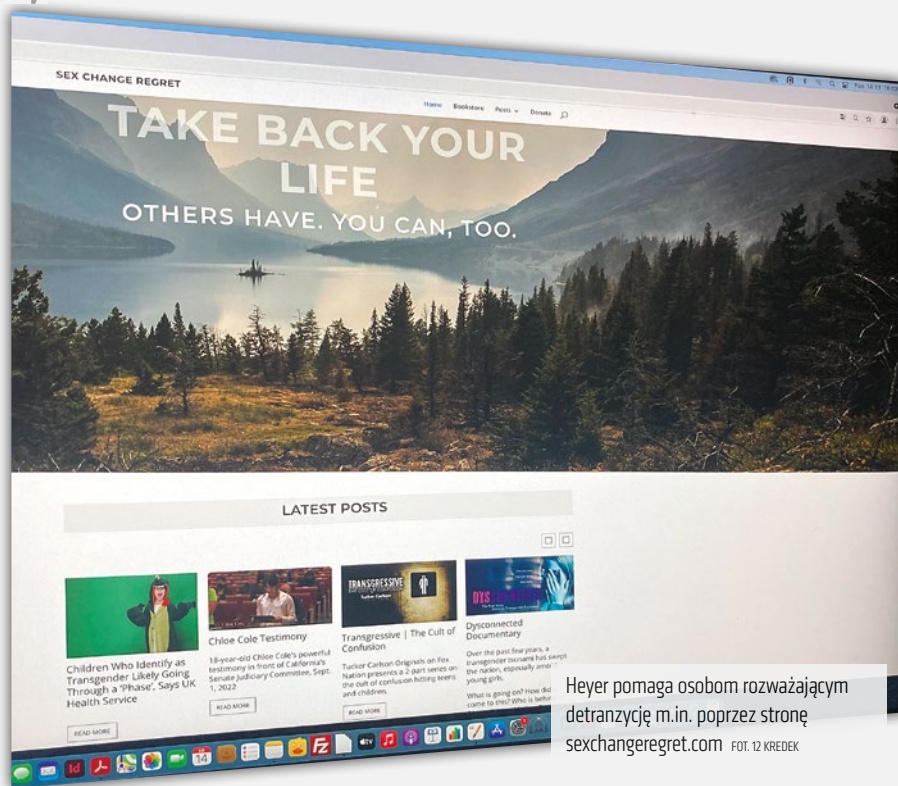 SEX CHANGE REGRET
Home Bookstore Posts Donate
TAKE BACK YOUR
LIFE
OTHERS HAVE. YOU CAN, TOO.
LATEST POSTS
TRANSGRESSIVE
Tucker Carlson
Children Who Identify as
Transgender Likely Going
Through a 'Phase', Says UK
Health Service
READ MORE
Chloe Cole Testimony
18-year-old Chloe Cole's powerful
testimony in front of California's
Senate Judiciary Committee, Sept.
1, 2022
READ MORE
Transgressive | The Cult of
Confusion
Tucker Carlson Originals on Fox
Nation presents a 2-part series on
the cult of confusion hitting teens
and children.
READ MORE
Dysconnected
Documentary
Over the past few years, a
transgender tsunami has swept
the nation, especially
young girls.
What is going on? How did
come to this? Who is
Heyer pomaga osobom rozważającym
detranzycję m.in. poprzez stronę
sexchangeregret.com FOT. 12 KREDEK